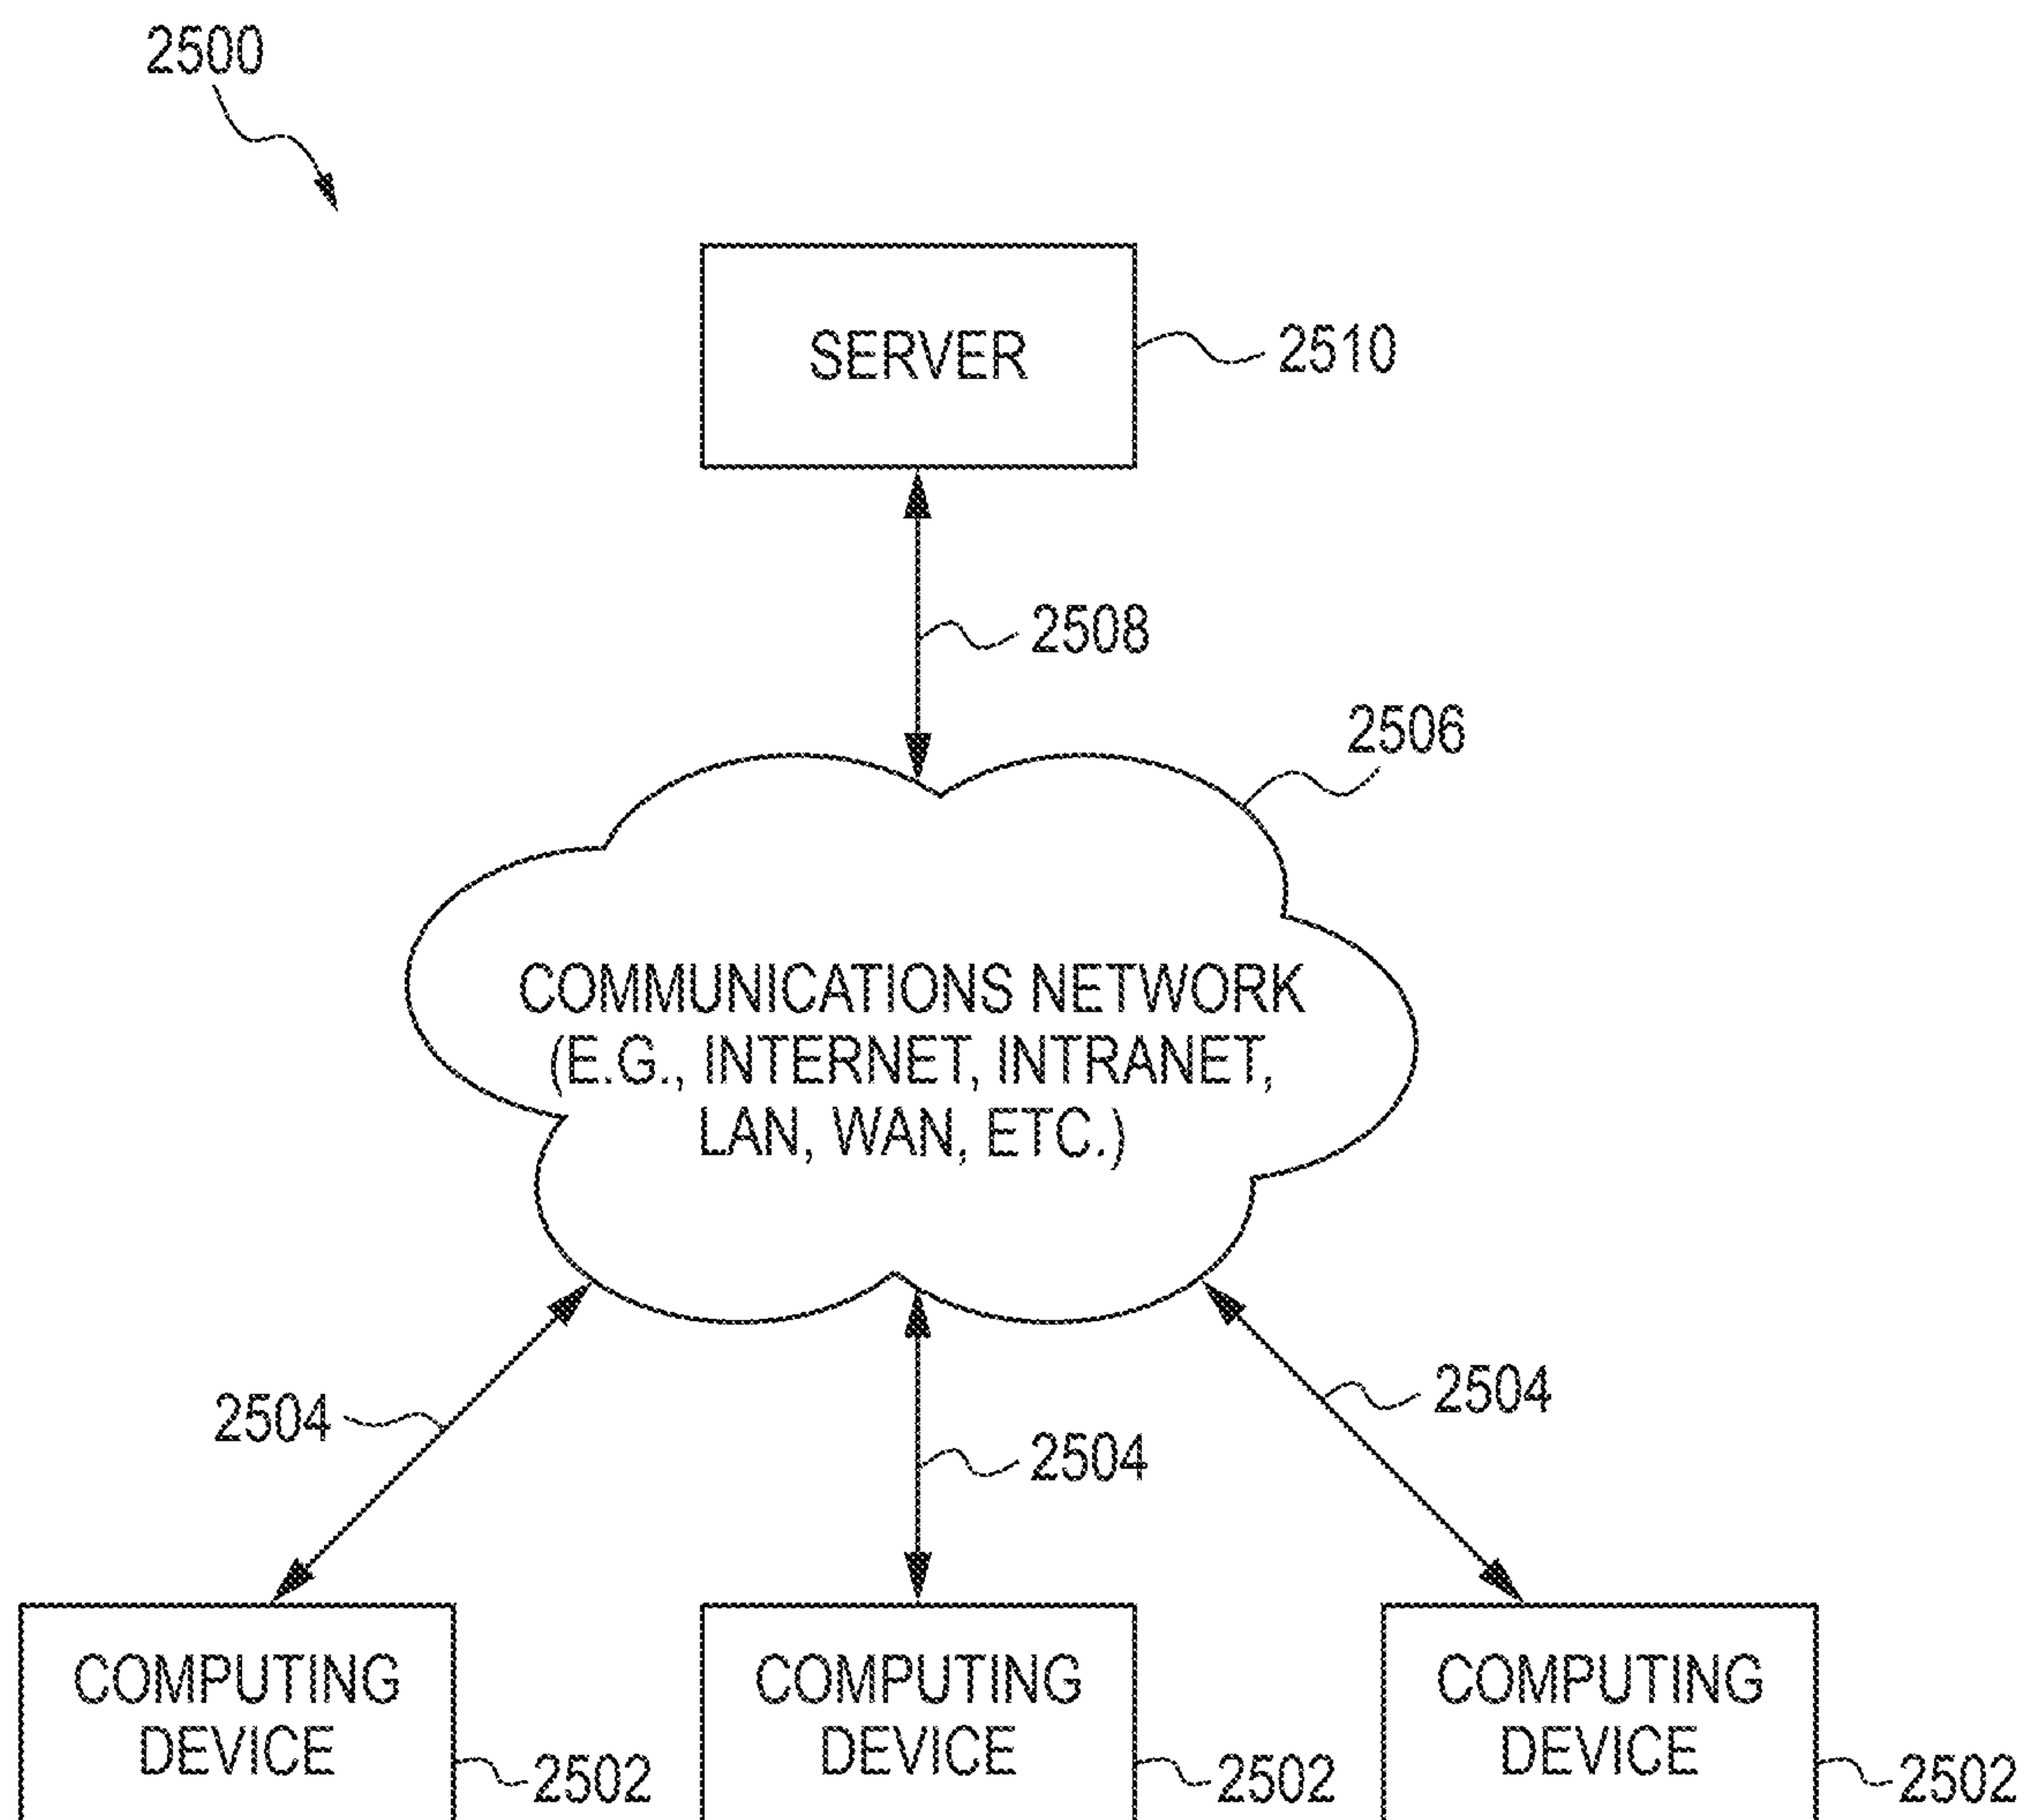 2500
SERVER
2510
2508
2506
COMMUNICATIONS NETWORK
(E.G., INTERNET, INTRANET,
LAN, WAN, ETC.)
2504
2504
2504
COMPUTING
DEVICE
2502
COMPUTING
DEVICE
2502
COMPUTING
DEVICE
2502